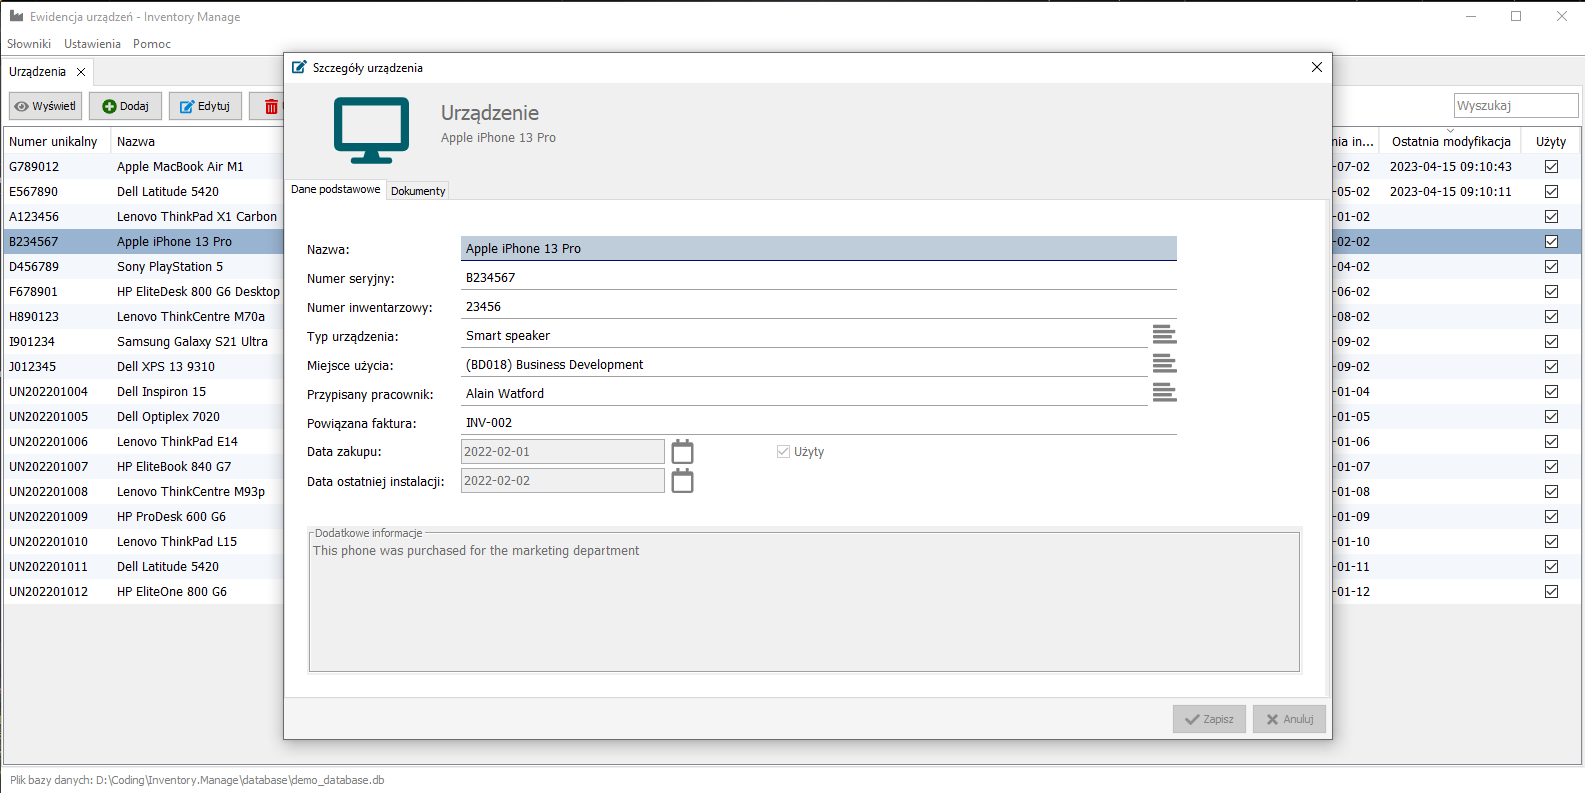 Ewidencja urządzeń - Inventory Manage
Słowniki Ustawienia Pomoc
Urządzenia
Wyświetl Dodaj Edytuj
Wyszukaj
Numer unikalny Nazwa
G789012 Apple MacBook Air M1
E567890 Dell Latitude 5420
A123456 Lenovo ThinkPad X1 Carbon
B234567 Apple iPhone 13 Pro
D456789 Sony PlayStation 5
F678901 HP EliteDesk 800 G6 Desktop
H890123 Lenovo ThinkCentre M70a
I901234 Samsung Galaxy S21 Ultra
J012345 Dell XPS 13 9310
UN202201004 Dell Inspiron 15
UN202201005 Dell Optiplex 7020
UN202201006 Lenovo ThinkPad E14
UN202201007 HP EliteBook 840 G7
UN202201008 Lenovo ThinkCentre M93p
UN202201009 HP ProDesk 600 G6
UN202201010 Lenovo ThinkPad L15
UN202201011 Dell Latitude 5420
UN202201012 HP EliteOne 800 G6
Szczegóły urządzenia
Urządzenie
Apple iPhone 13 Pro
Dane podstawowe Dokumenty
Nazwa: Apple iPhone 13 Pro
Numer seryjny: B234567
Numer inwentarzowy: 23456
Typ urządzenia: Smart speaker
Miejsce użycia: (BD018) Business Development
Przypisany pracownik: Alain Watford
Powiązana faktura: INV-002
Data zakupu: 2022-02-01 Użyty
Data ostatniej instalacji: 2022-02-02
Dodatkowe informacje
This phone was purchased for the marketing department
Zapisz Anuluj
nia in... Ostatnia modyfikacja Użyty
-07-02 2023-04-15 09:10:43
-05-02 2023-04-15 09:10:11
-01-02
-02-02
-04-02
-06-02
-08-02
-09-02
-09-02
-01-04
-01-05
-01-06
-01-07
-01-08
-01-09
-01-10
-01-11
-01-12
Plik bazy danych: D:\Coding\Inventory.Manage\database\demo_database.db